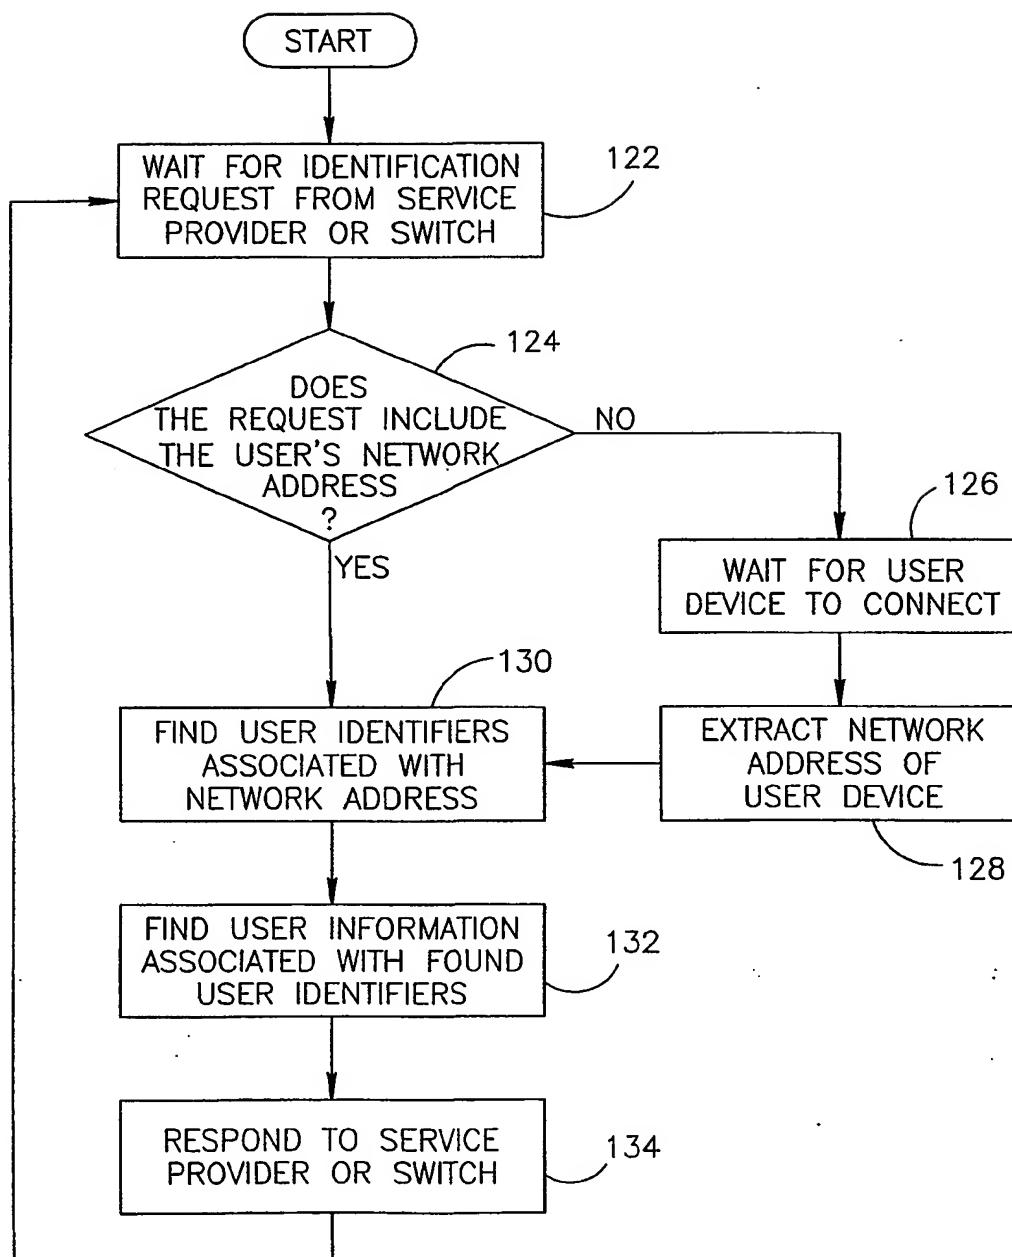 START
WAIT FOR IDENTIFICATION
REQUEST FROM SERVICE
PROVIDER OR SWITCH
122
DOES
THE REQUEST INCLUDE
THE USER'S NETWORK
ADDRESS
?
124
NO
YES
126
WAIT FOR USER
DEVICE TO CONNECT
EXTRACT NETWORK
ADDRESS OF
USER DEVICE
128
130
FIND USER IDENTIFIERS
ASSOCIATED WITH
NETWORK ADDRESS
FIND USER INFORMATION
ASSOCIATED WITH FOUND
USER IDENTIFIERS
132
RESPOND TO SERVICE
PROVIDER OR SWITCH
134